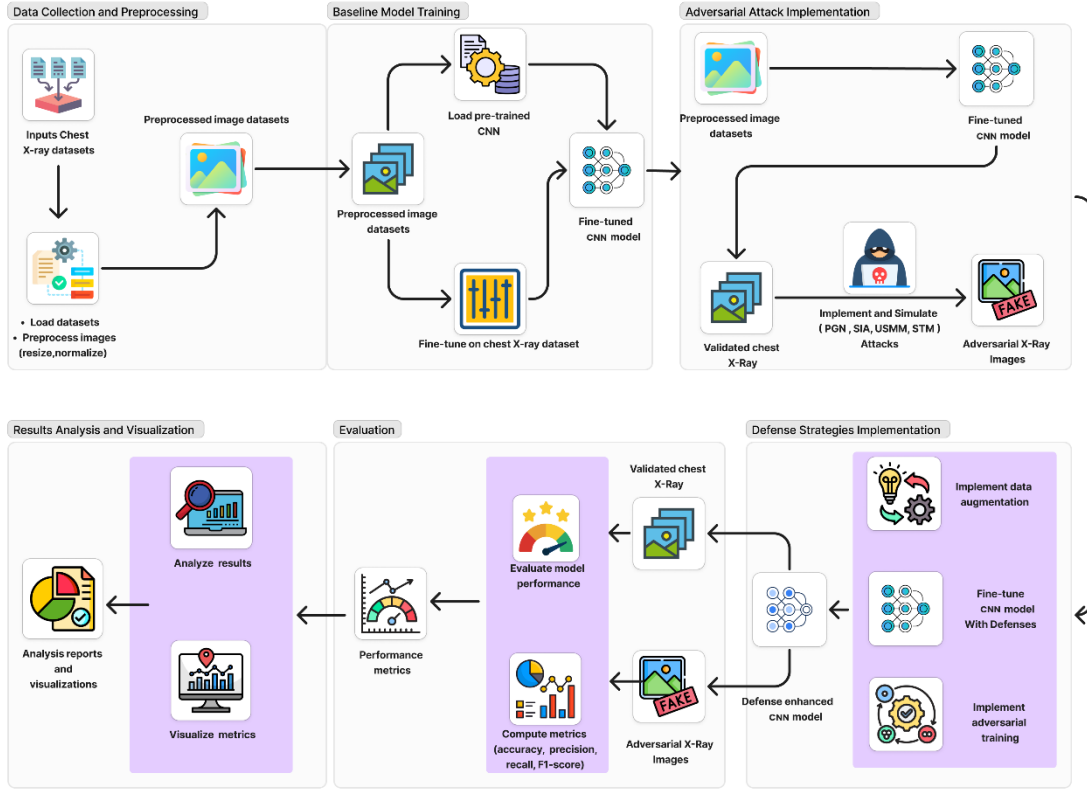 Data Collection and Preprocessing
Inputs Chest
X-ray datasets
Preprocessed image datasets
• Load datasets
• Preprocess images
(resize,normalize)
Baseline Model Training
Load pre-trained
CNN
Preprocessed image
datasets
Fine-tuned
CNN model
Fine-tune on chest X-ray dataset
Adversarial Attack Implementation
Preprocessed image
datasets
Fine-tuned
CNN model
Validated chest
X-Ray
Implement and Simulate
( PGN , SIA, USMM, STM )
Attacks
FAKE
Adversarial X-Ray
Images
Results Analysis and Visualization
Analyze results
Analysis reports
and
visualizations
Visualize metrics
Evaluation
Validated chest
X-Ray
Evaluate model
performance
Performance
metrics
Compute metrics
(accuracy, precision,
recall, F1-score)
FAKE
Adversarial X-Ray
Images
Defense Strategies Implementation
Implement data
augmentation
Fine-tune
CNN model
With Defenses
Defense enhanced
CNN model
Implement
adversarial
training